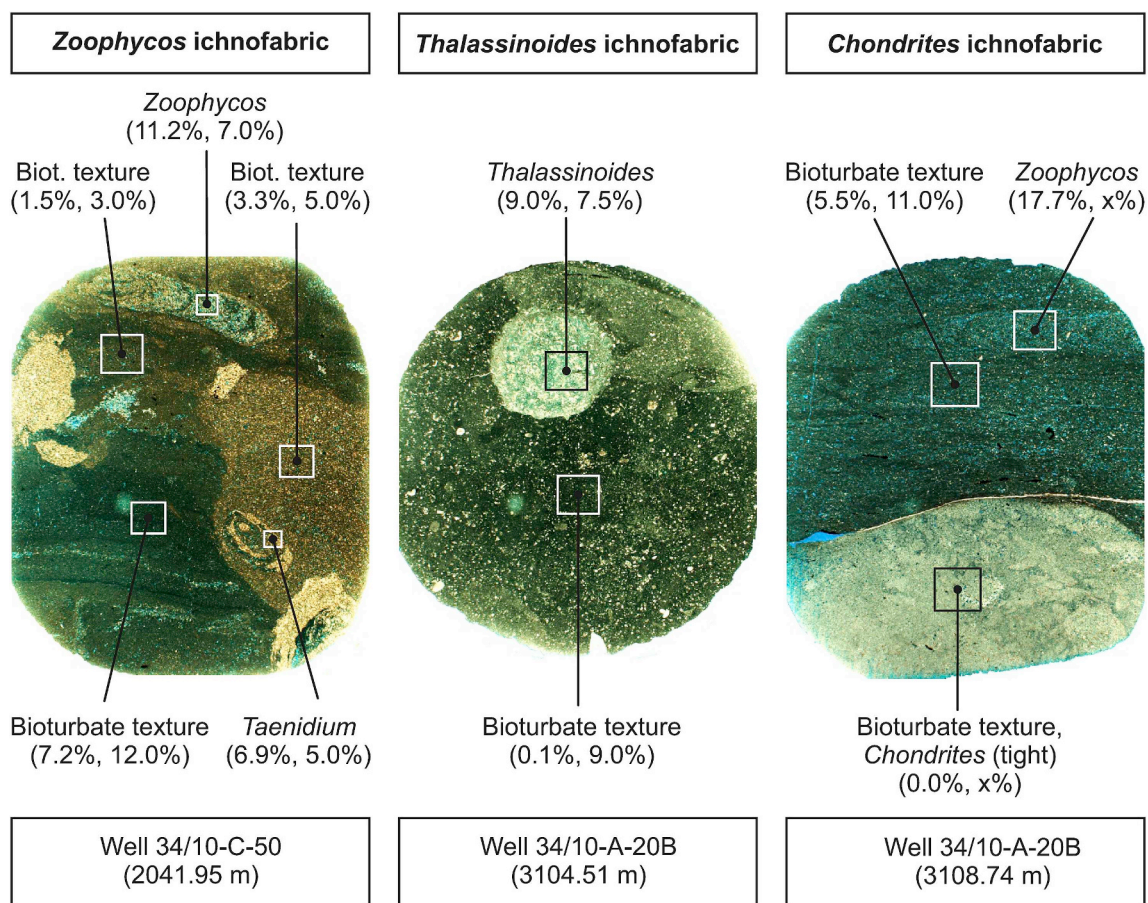 Zoophycos ichnofabric
Thalassinoides ichnofabric
Chondrites ichnofabric
Zoophycos
(11.2%, 7.0%)
Biot. texture
(1.5%, 3.0%)
Biot. texture
(3.3%, 5.0%)
Thalassinoides
(9.0%, 7.5%)
Bioturbate texture
(5.5%, 11.0%)
Zoophycos
(17.7%, x%)
Bioturbate texture
(7.2%, 12.0%)
Taenidium
(6.9%, 5.0%)
Bioturbate texture
(0.1%, 9.0%)
Bioturbate texture,
Chondrites (tight)
(0.0%, x%)
Well 34/10-C-50
(2041.95 m)
Well 34/10-A-20B
(3104.51 m)
Well 34/10-A-20B
(3108.74 m)